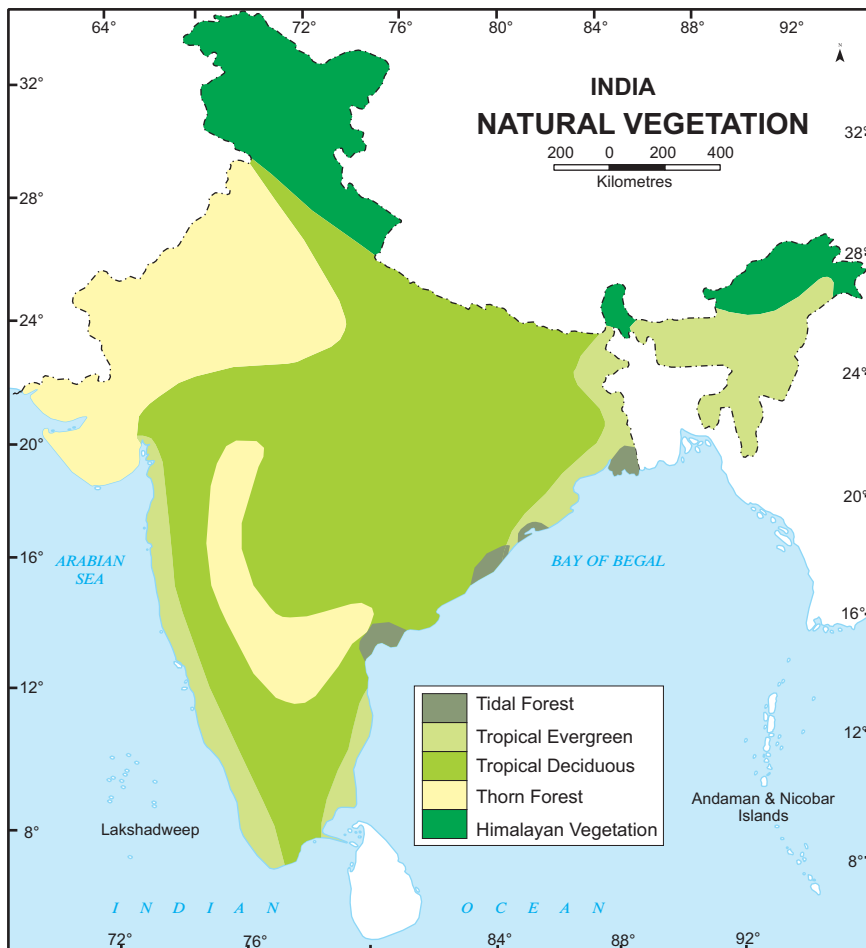 64° 72° 76° 80° 84° 88° 92°
N
INDIA
NATURAL VEGETATION
200 0 200 400
Kilometres
32°
32°
28°
28°
24°
24°
20°
20°
16°
16°
ARABIAN
SEA
BAY OF BEGAL
12°
12°
8°
8°
Tidal Forest
Tropical Evergreen
Tropical Deciduous
Thorn Forest
Himalayan Vegetation
Lakshadweep
Andaman & Nicobar
Islands
INDIAN OCEAN
72° 76° 84° 88° 92°